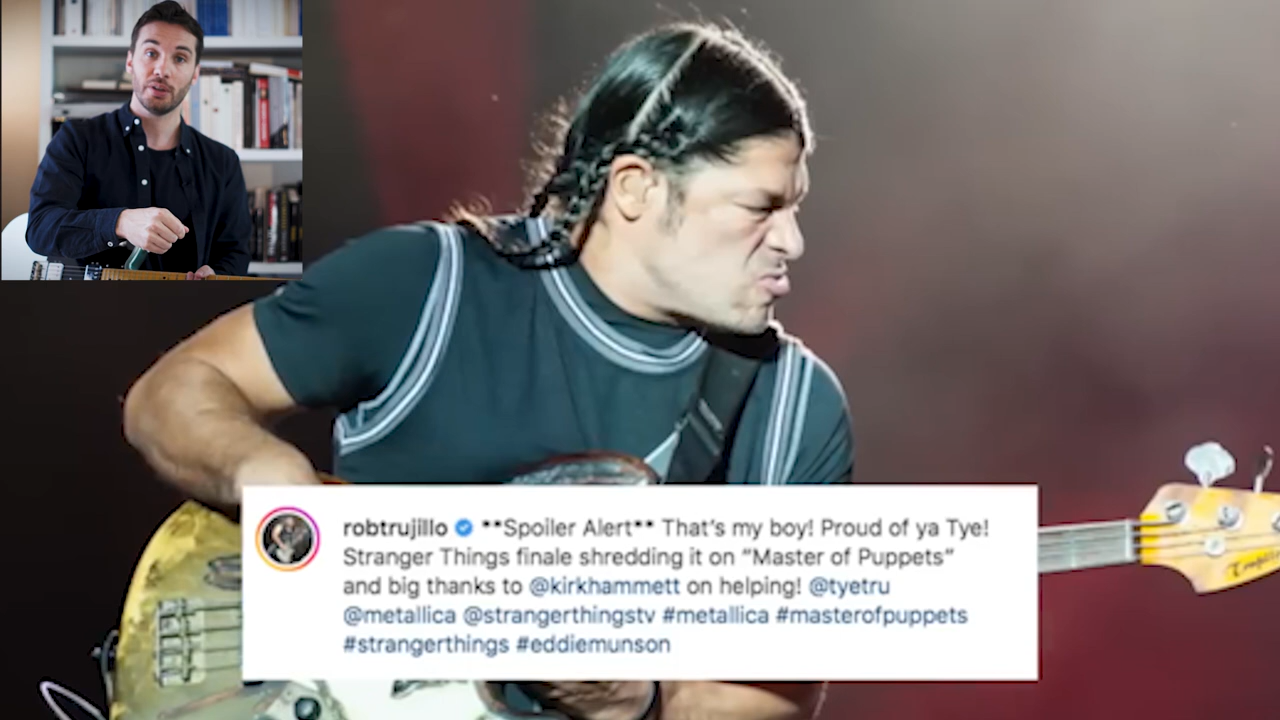 robtrujillo **Spoiler Alert** That's my boy! Proud of ya Tye!
Stranger Things finale shredding it on “Master of Puppets”
and big thanks to @kirkhammett on helping! @tyetru
@metallica @strangerthingstv #metallica #masterofpuppets
#strangerthings #eddiemunson